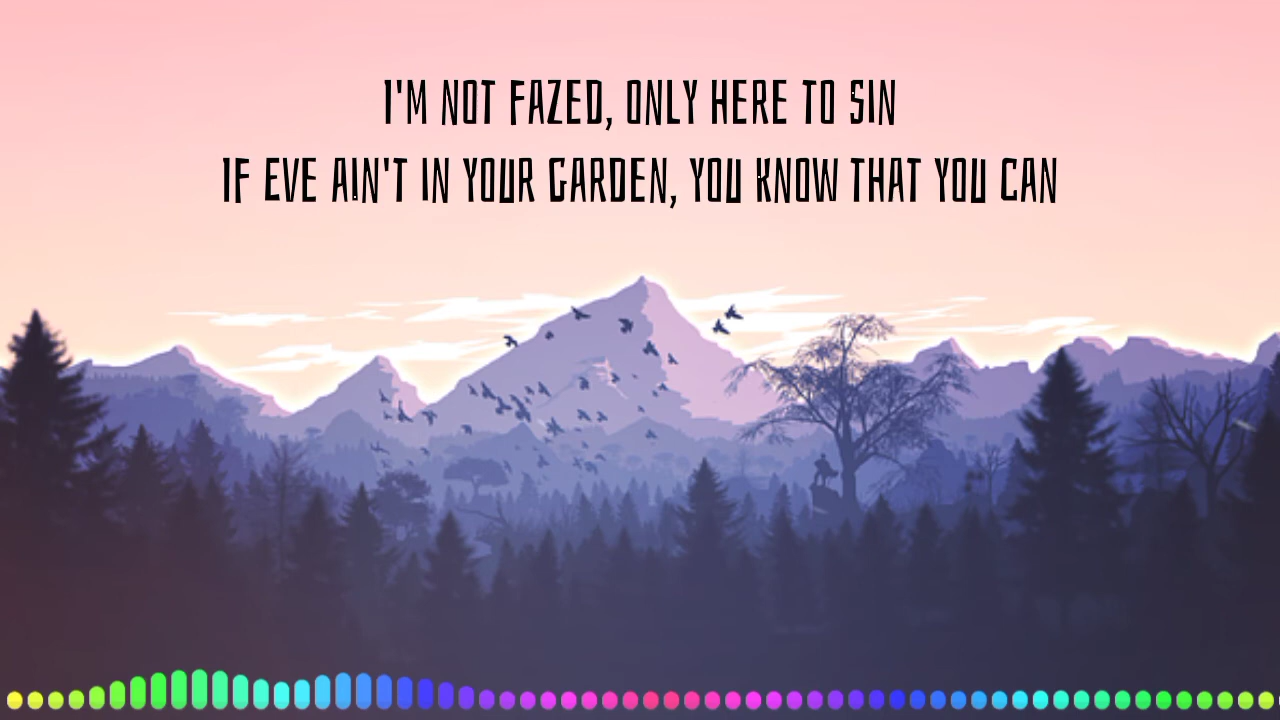 I'M NOT FAZED, ONLY HERE TO SIN
IF EVE AIN'T IN YOUR GARDEN, YOU KNOW THAT YOU CAN